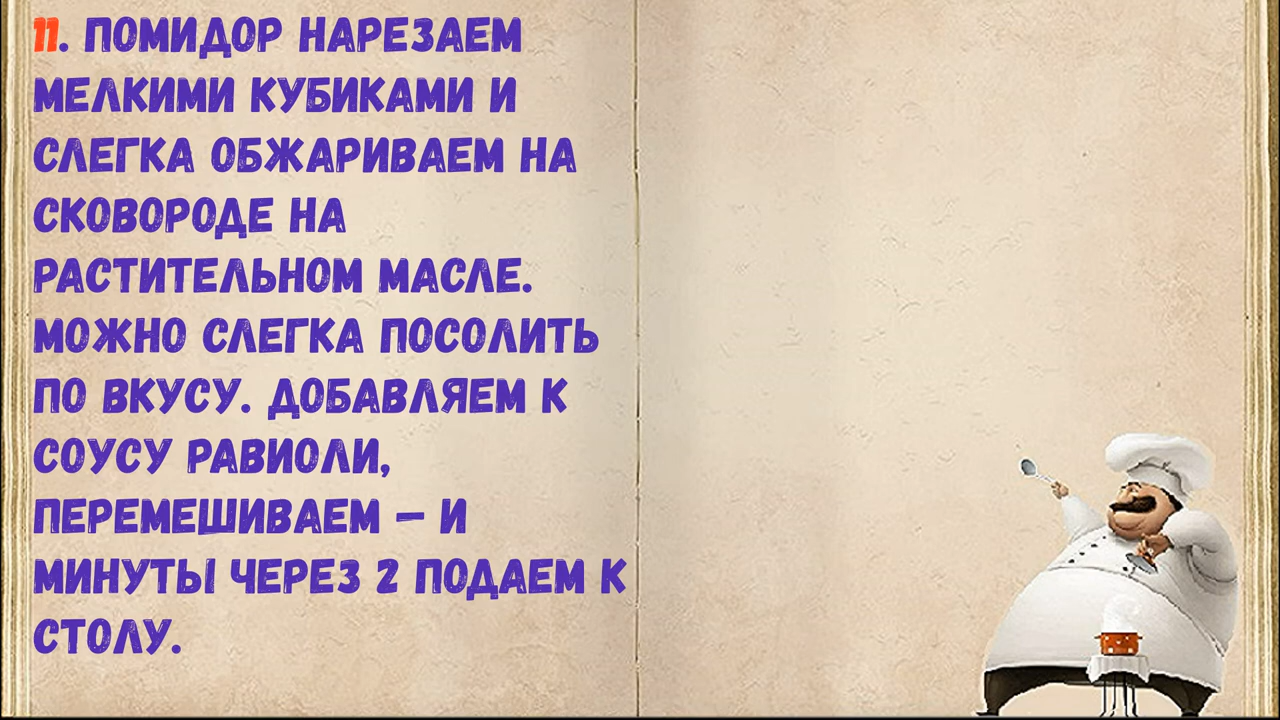 11. ПОМИДОР НАРЕЗАЕМ
МЕЛКИМИ КУБИКАМИ И
СЛЕГКА ОБЖАРИВАЕМ НА
СКОВОРОДЕ НА
РАСТИТЕЛЬНОМ МАСЛЕ.
МОЖНО СЛЕГКА ПОСОЛИТЬ
ПО ВКУСУ. ДОБАВЛЯЕМ К
СОУСУ РАВИОЛИ,
ПЕРЕМЕШИВАЕМ – И
МИНУТЫ ЧЕРЕЗ 2 ПОДАЕМ К
СТОЛУ.